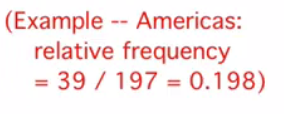 (Example -- Americas:
relative frequency
= 39 / 197 = 0.198)